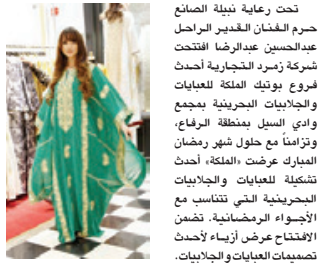 تحت رعاية نبيلة الصانع
حرم الفنان القدير الراحل
عبدالحسين عبدالرضا افتتحت
شركة زمرد التجارية أحدث
فروع بوتيك الملكة للعبايات
والجلابيات البحرينية بمجمع
وادي السيل بمنطقة الرفاع،
وتزامناً مع حلول شهر رمضان
المبارك عرضت «الملكة» أحدث
تشكيلة للعبايات والجلابيات
البحرينية التي تتناسب مع
الأجواء الرمضانية. تضمن
الافتتاح عرض أزياء لأحدث
تصميمات العبايات والجلابيات.